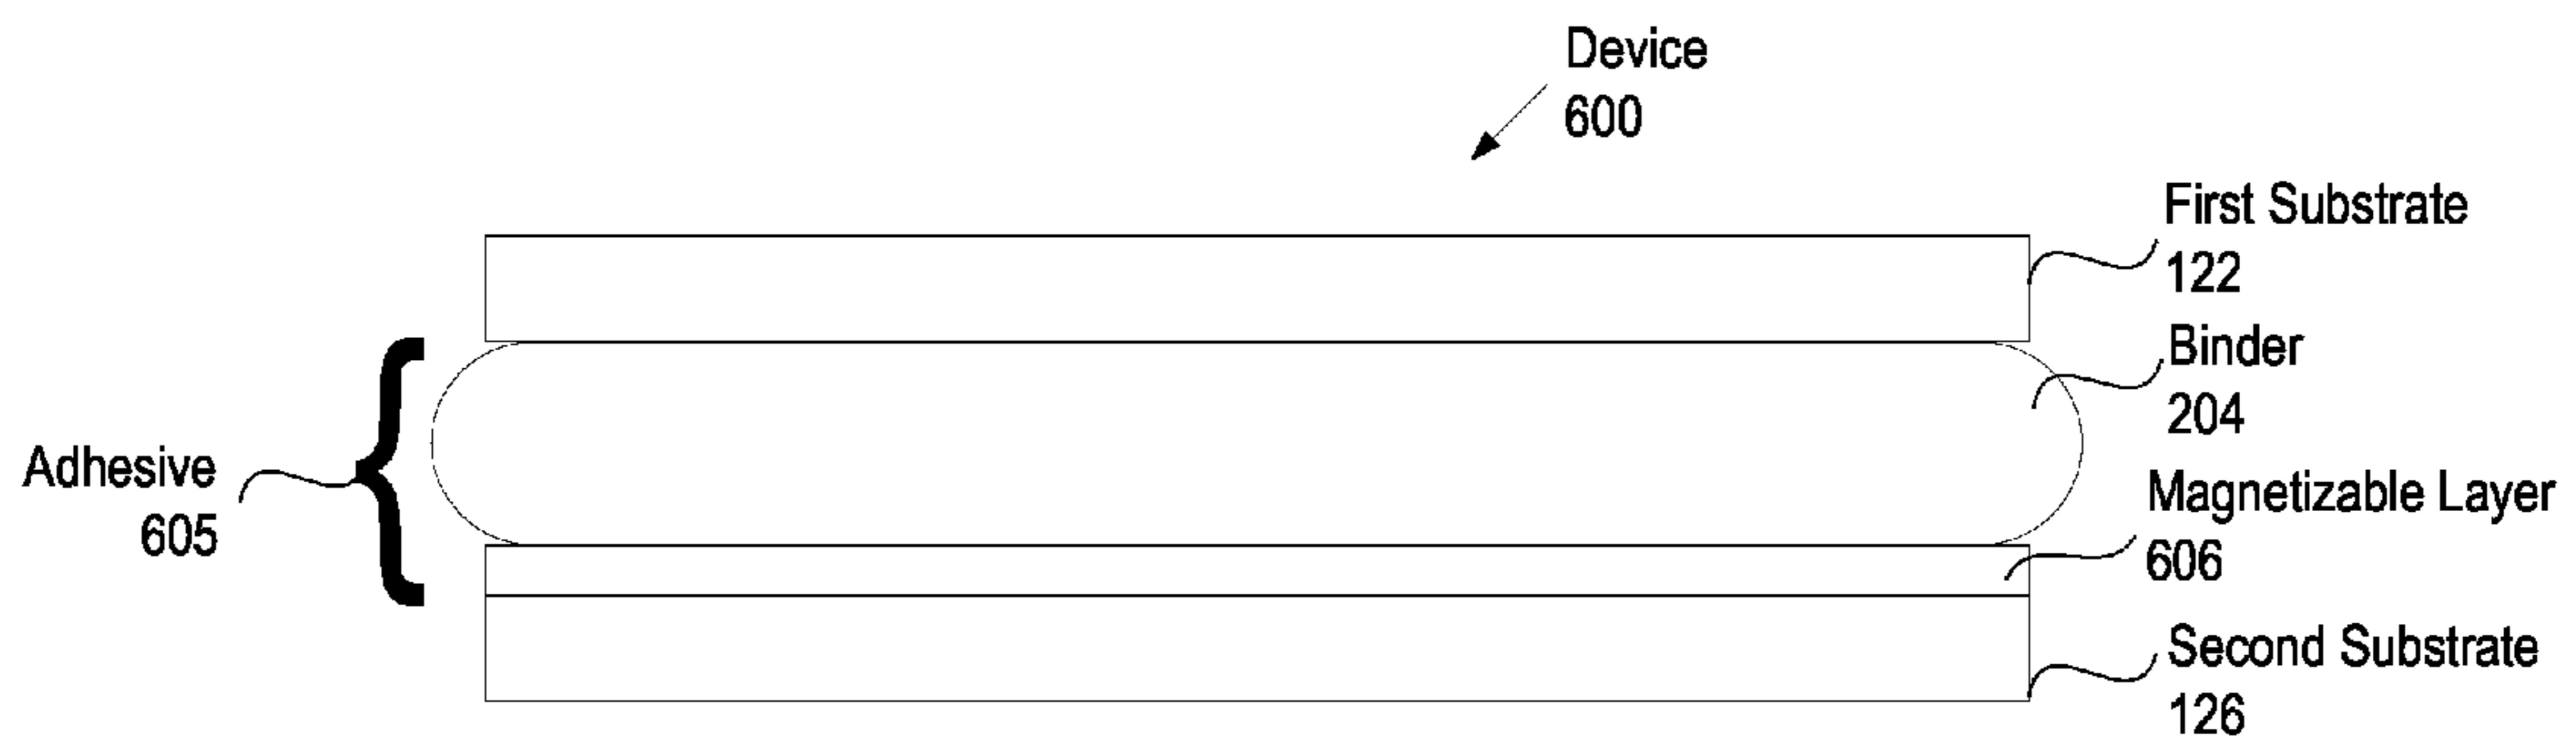 Device
600
First Substrate
122
Binder
204
Adhesive
605
Magnetizable Layer
606
Second Substrate
126